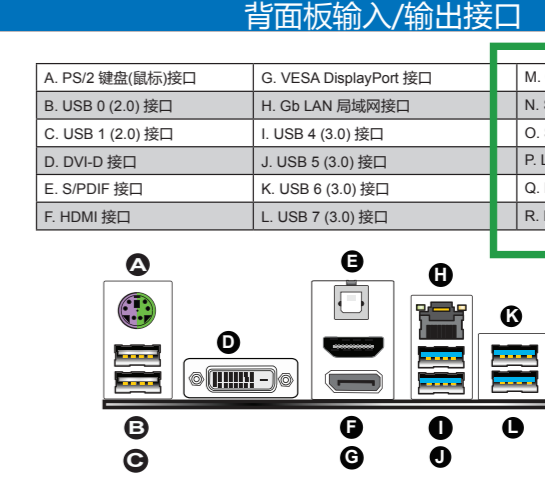 背面板输入/输出接口
A. PS/2 键盘(鼠标)接口 G. VESA DisplayPort 接口 M.
B. USB 0 (2.0) 接口 H. Gb LAN 局域网接口 N.
C. USB 1 (2.0) 接口 I. USB 4 (3.0) 接口 O.
D. DVI-D 接口 J. USB 5 (3.0) 接口 P. L
E. S/PDIF 接口 K. USB 6 (3.0) 接口 Q.
F. HDMI 接口 L. USB 7 (3.0) 接口 R.
A E H
K
D
B F I L
C G J